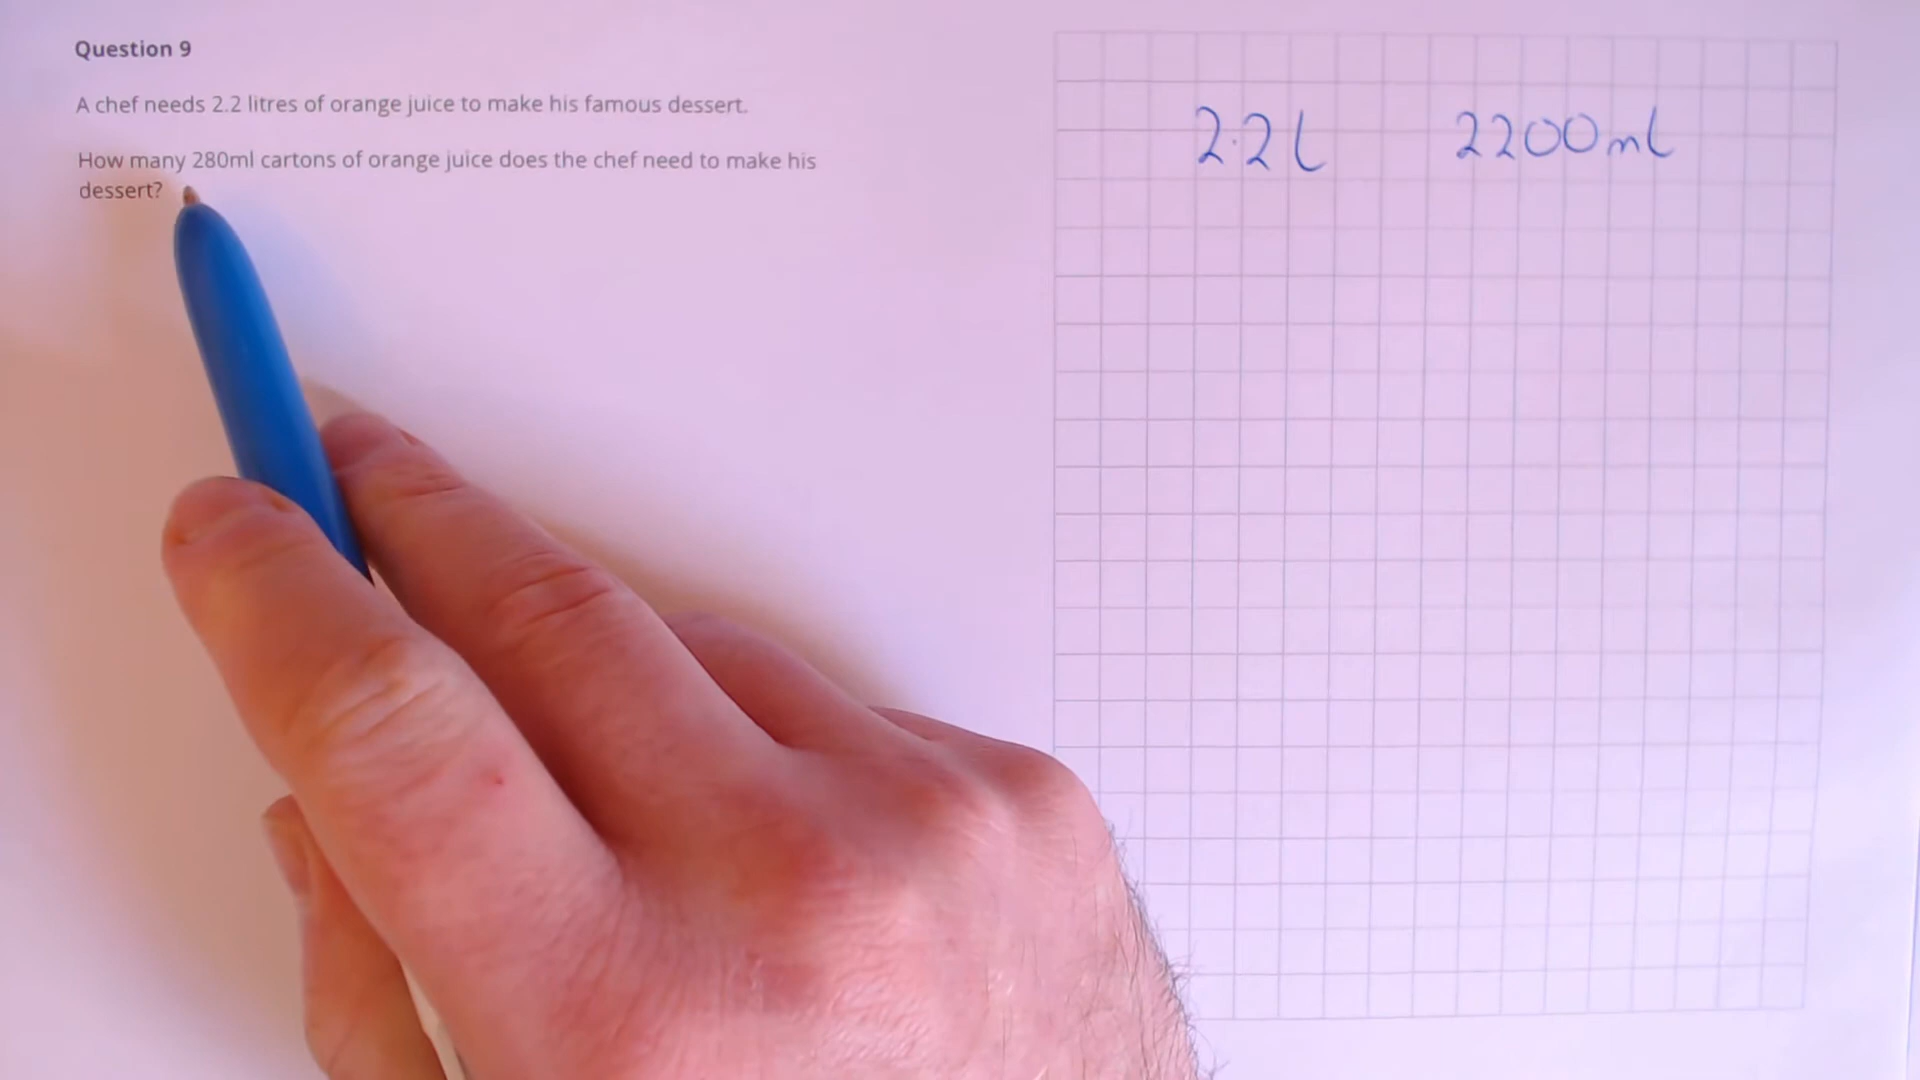 Question 9
A chef needs 2.2 litres of orange juice to make his famous dessert.
How many 280ml cartons of orange juice does the chef need to make his
dessert?
2.2l 2200ml